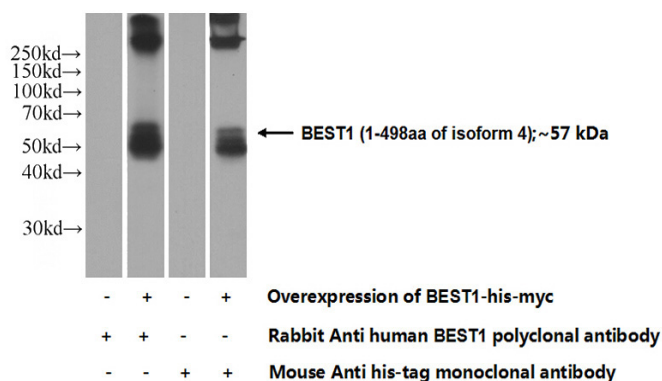 250kd→
150kd→
100kd→
70kd→
50kd→
40kd→
30kd→
← BEST1 (1-498aa of isoform 4);~57 kDa
- + - + Overexpression of BEST1-his-myc
+ + - - Rabbit Anti human BEST1 polyclonal antibody
- - + + Mouse Anti his-tag monoclonal antibody